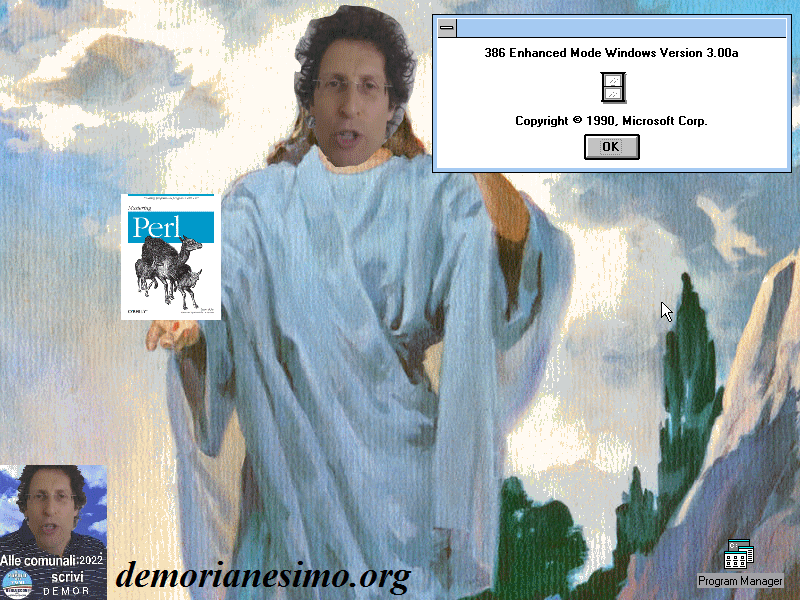 386 Enhanced Mode Windows Version 3.00a
Copyright © 1990, Microsoft Corp.
OK
Mastering
Perl
O'REILLY
Alle comunali 2022
scrivi
DEMOR
demorianesimo.org
Program Manager